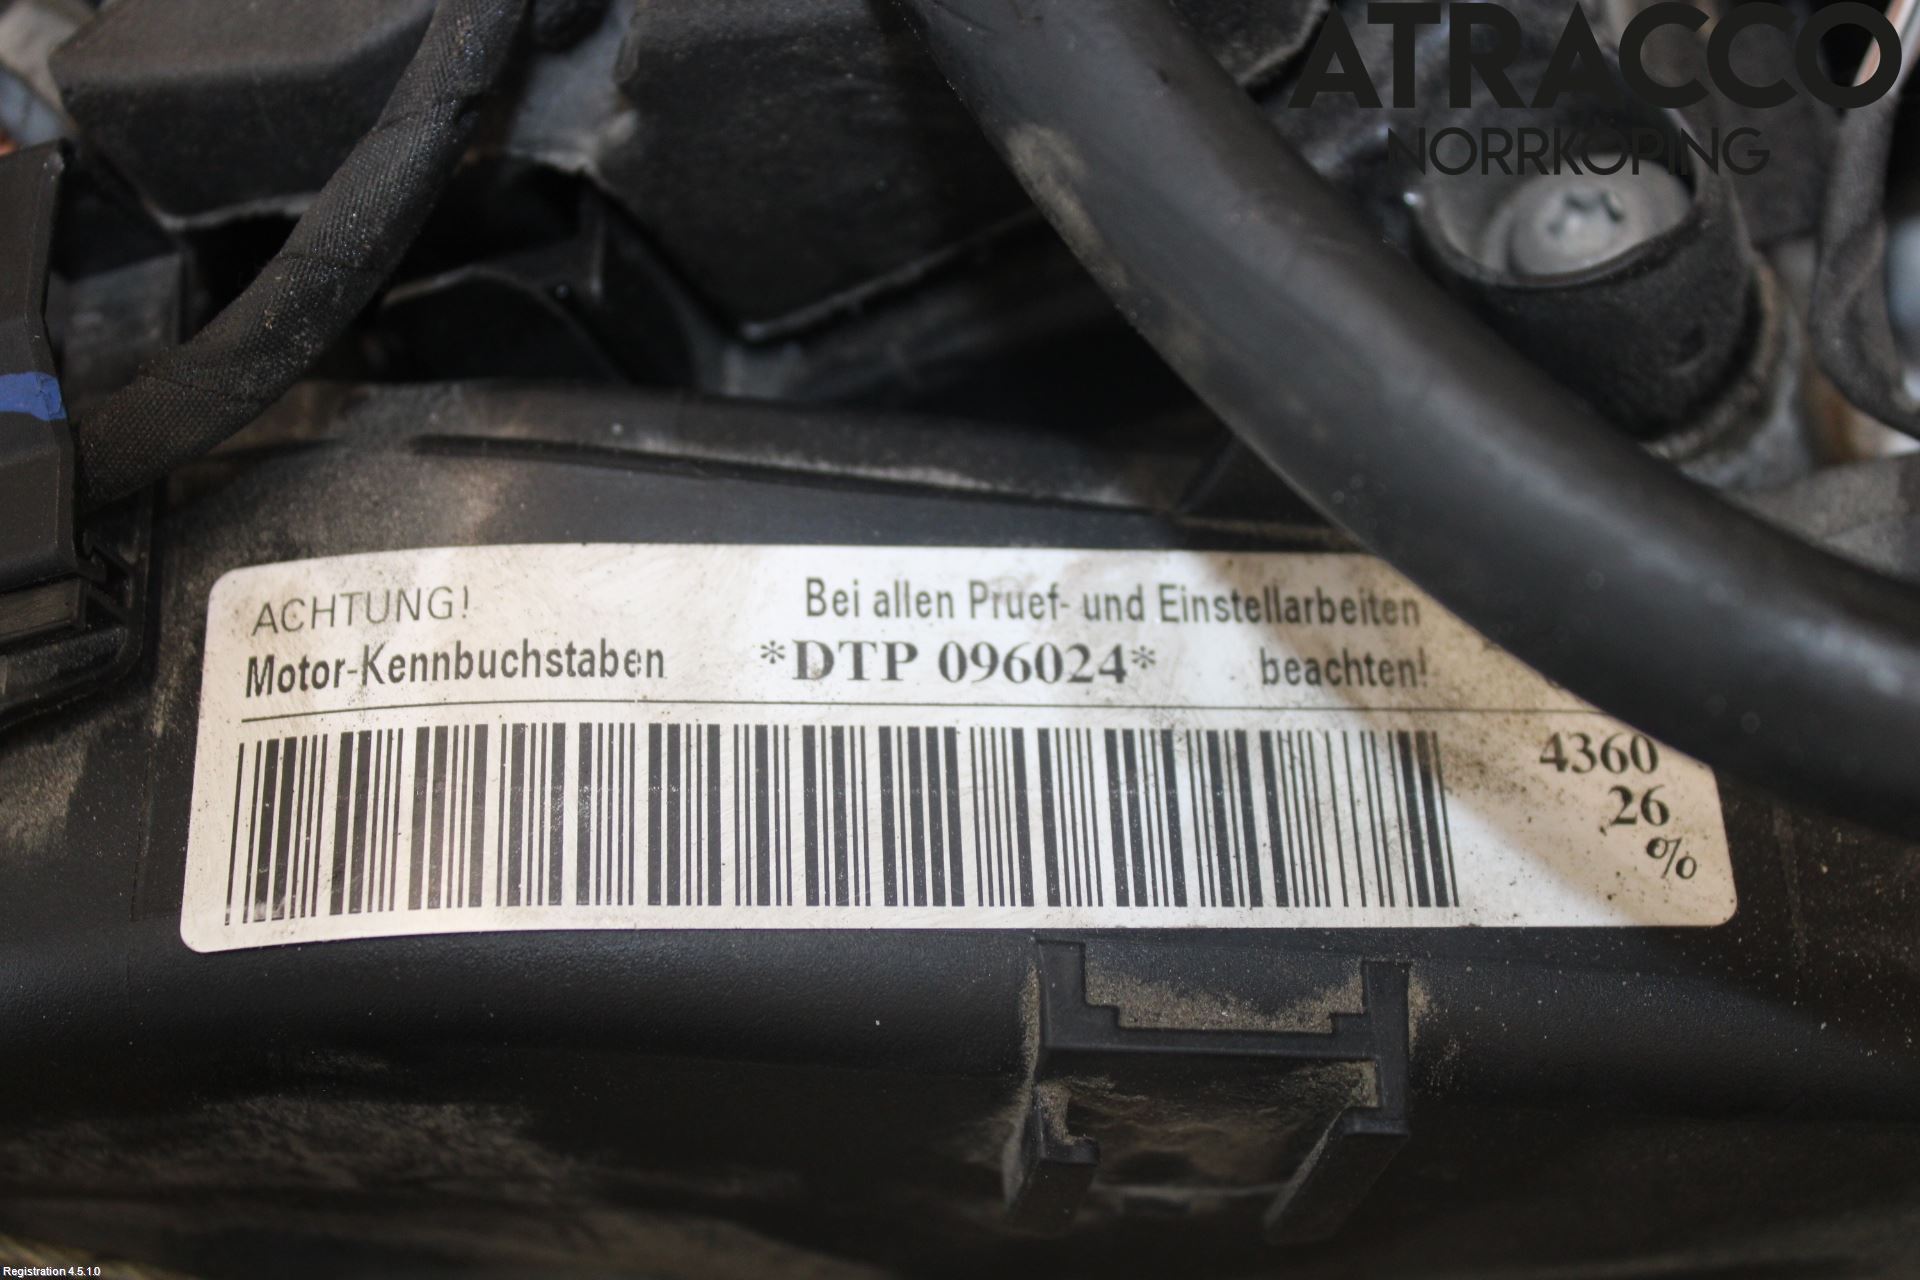 ATRACCO
NORRKOPING
ACHTUNG! Bei allen Pruef- und Einstellarbeiten
Motor-Kennbuchstaben *DTP 096024* beachten!
4360
26
%
Registration 4.5.1.0